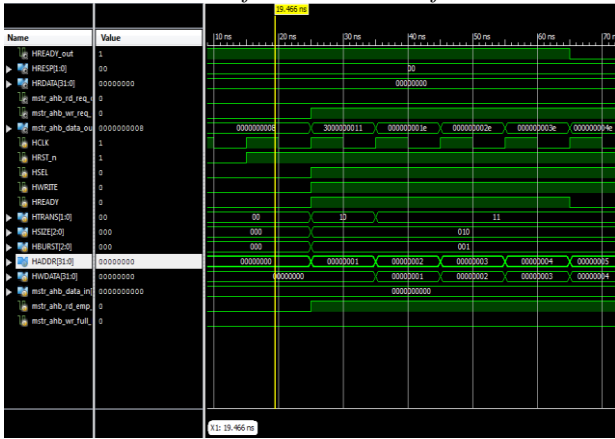 19.466 ns
Name Value 10 ns 20 ns 30 ns 40 ns 50 ns 60 ns
HREADY_out 1
HRESP[1:0] 00 00
HRDATA[31:0] 00000000 00000000
mstr_ahb_rd_req_ 0
mstr_ahb_wr_req_ 0
mstr_ahb_data_ou 0000000008 0000000008 3000000011 000000001e 000000002e 000000003e 000000004e
HCLK 1
HRST_n 1
HSEL 0
HWRITE 0
HREADY 0
HTRANS[1:0] 00 00 10 11
HSIZE[2:0] 000 000 010
HBURST[2:0] 000 000 001
HADDR[31:0] 00000000 00000000 00000001 00000002 00000003 00000004 00000005
HWDATA[31:0] 00000000 00000000 00000001 00000002 00000003 00000004
mstr_ahb_data_in[ 0000000000 0000000000
mstr_ahb_rd_emp_ 0
mstr_ahb_wr_full_ 0
X1: 19.466 ns